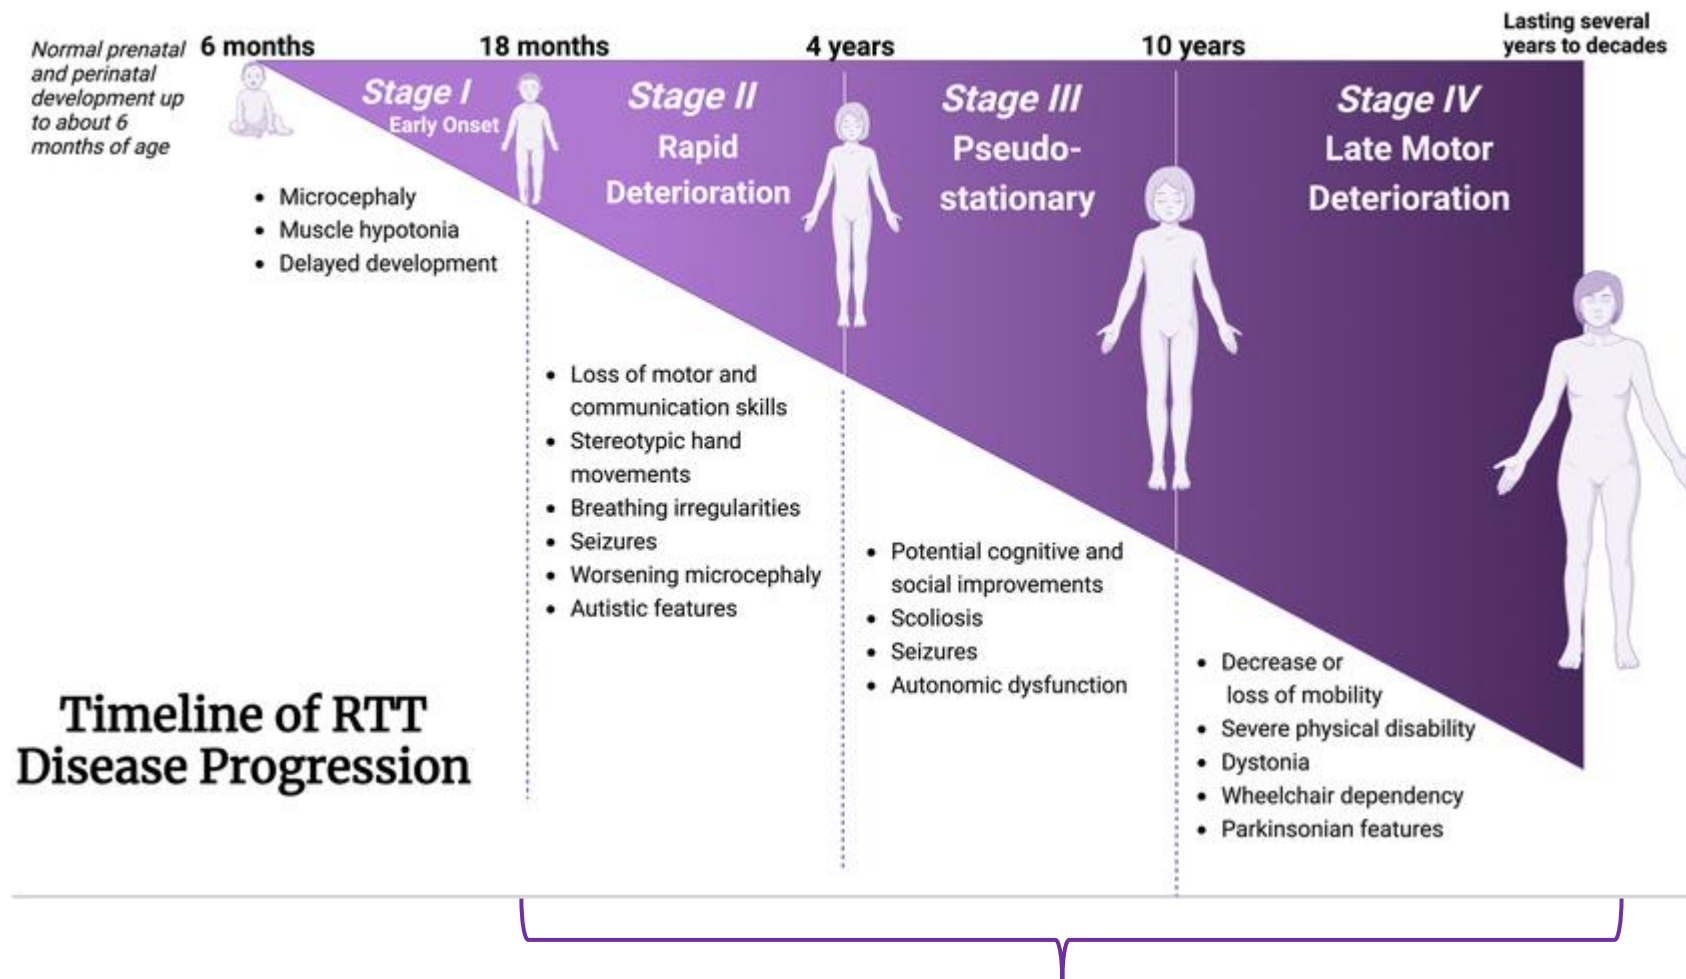 Normal prenatal
and perinatal
development up
to about 6
months of age
6 months
18 months
4 years
10 years
Lasting several
years to decades
Stage I
Early Onset
Stage II
Rapid
Deterioration
Stage III
Pseudo-
stationary
Stage IV
Late Motor
Deterioration
• Microcephaly
• Muscle hypotonia
• Delayed development
• Loss of motor and
communication skills
• Stereotypic hand
movements
• Breathing irregularities
• Seizures
• Worsening microcephaly
• Autistic features
• Potential cognitive and
social improvements
• Scoliosis
• Seizures
• Autonomic dysfunction
• Decrease or
loss of mobility
• Severe physical disability
• Dystonia
• Wheelchair dependency
• Parkinsonian features
Timeline of RTT
Disease Progression